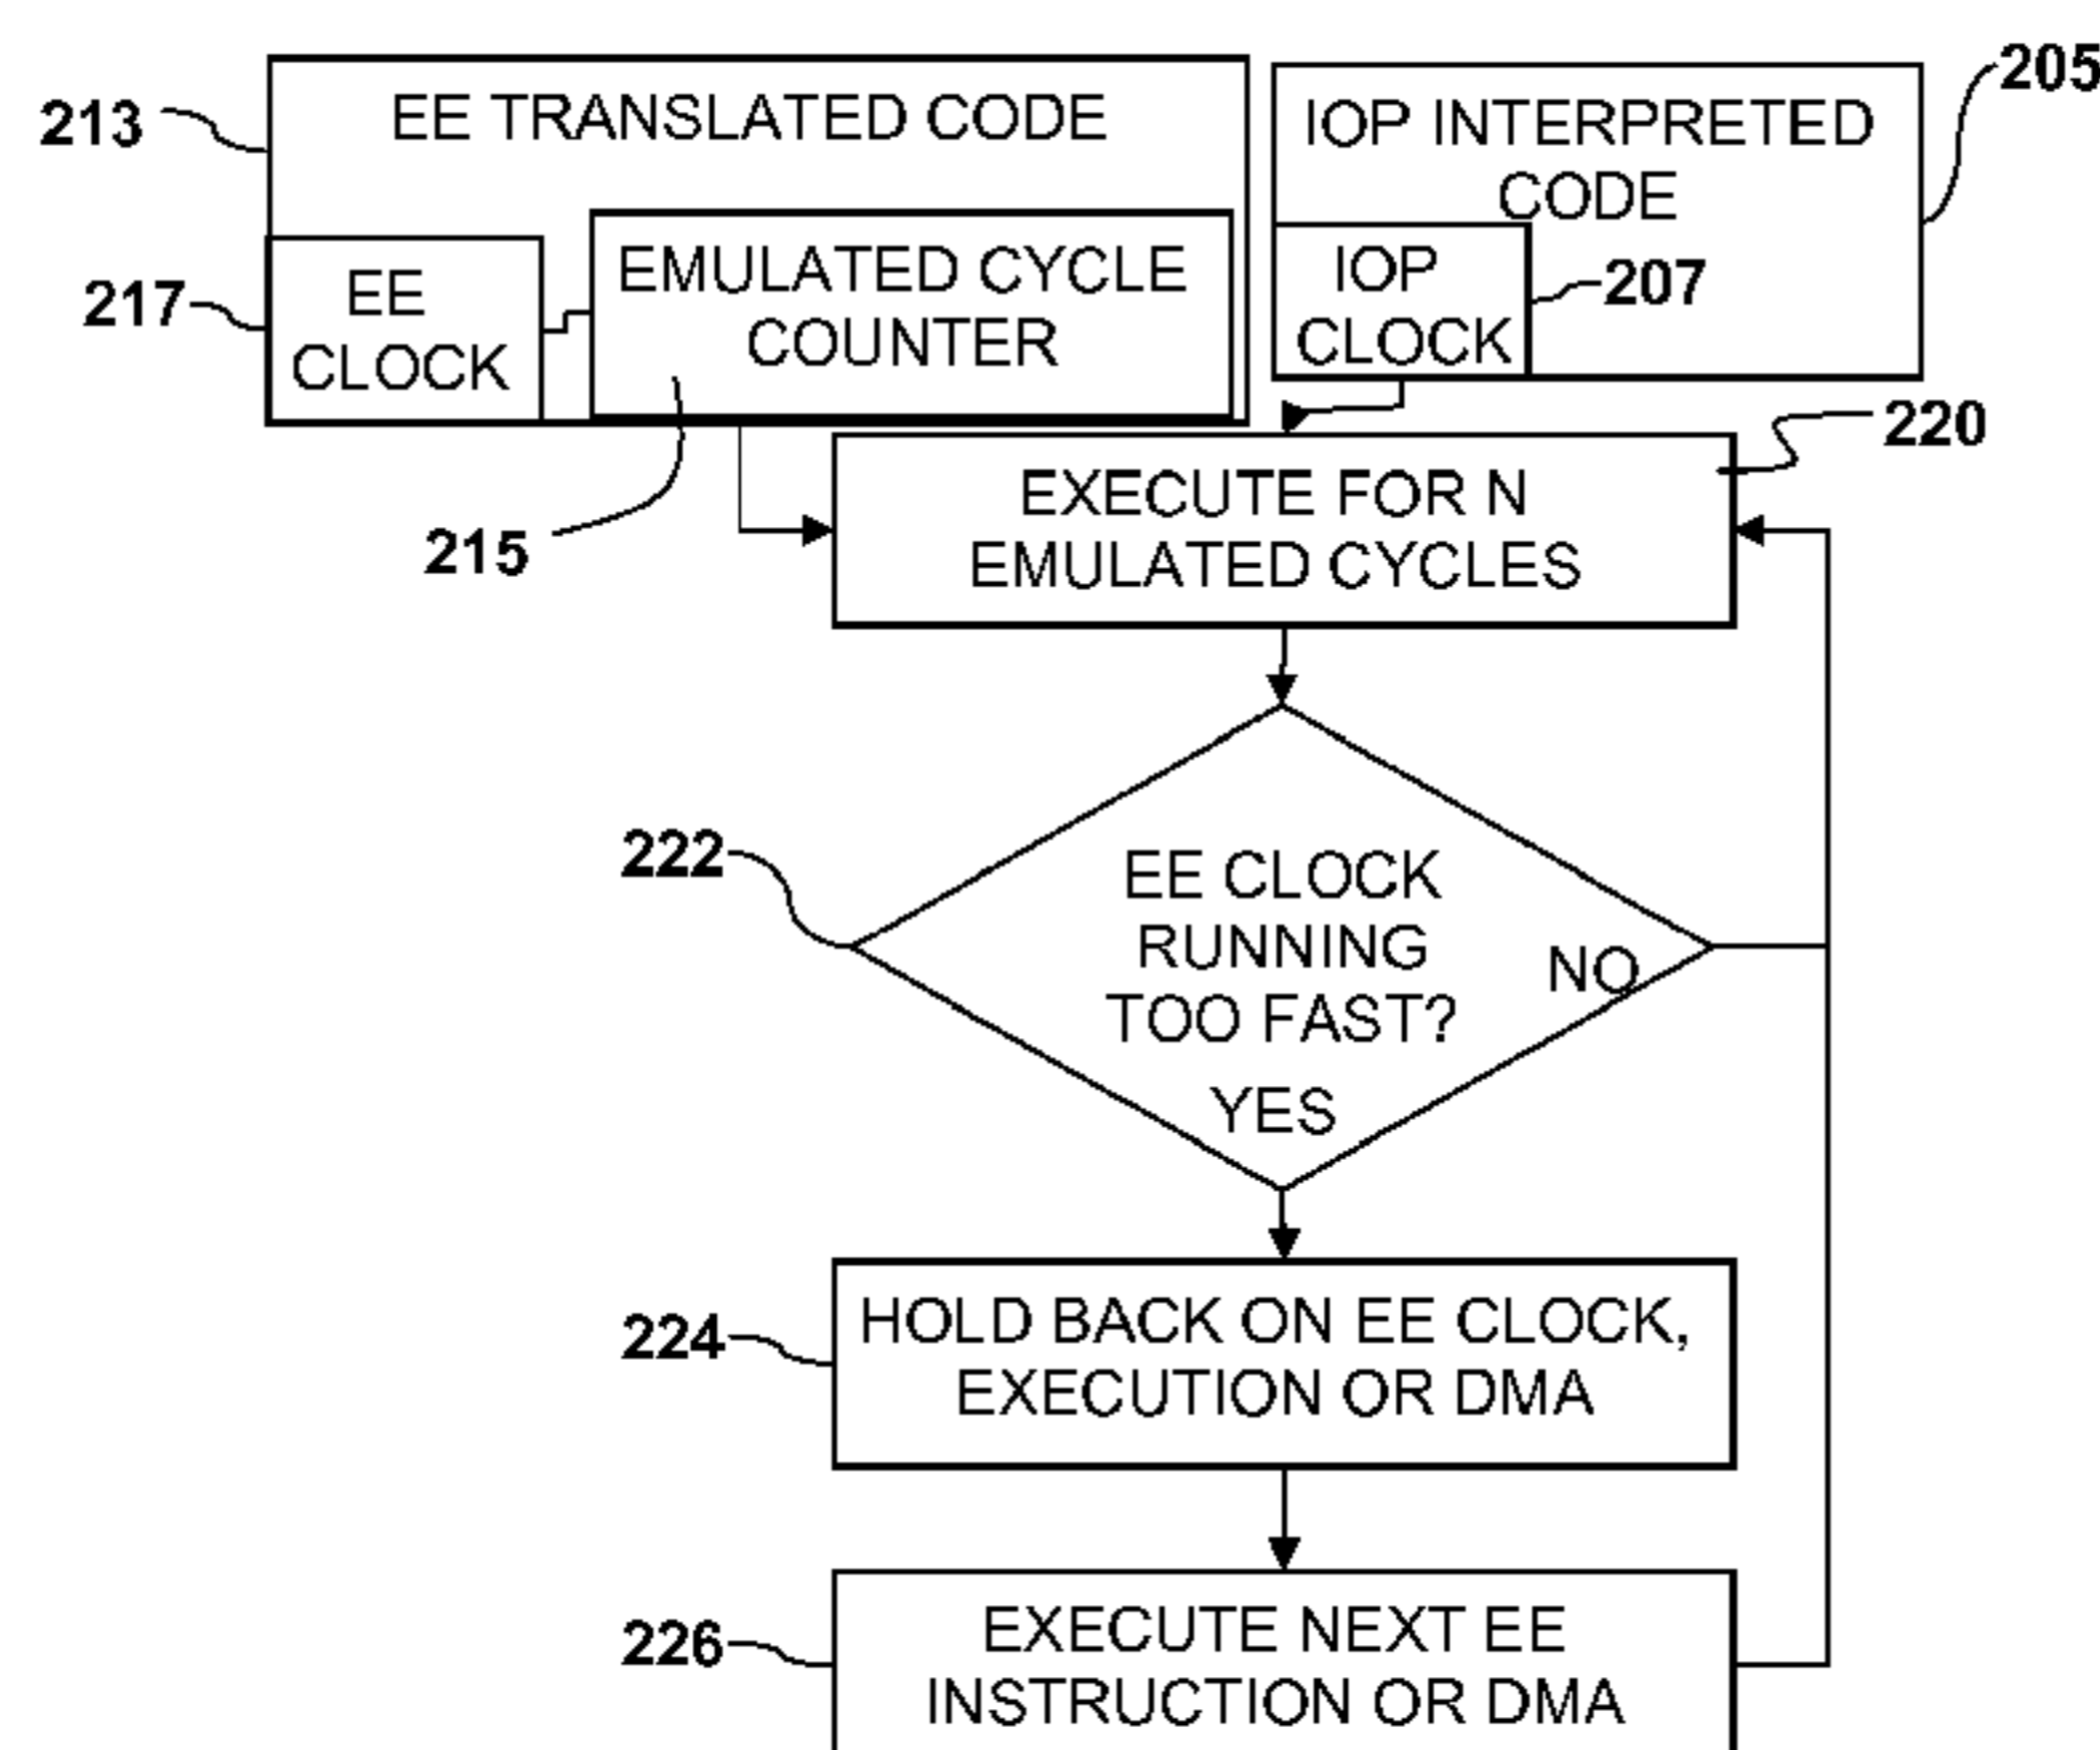 213
EE TRANSLATED CODE
217
EE
CLOCK
EMULATED CYCLE
COUNTER
215
IOP INTERPRETED
CODE
205
IOP
CLOCK
207
EXECUTE FOR N
EMULATED CYCLES
220
222
EE CLOCK
RUNNING
TOO FAST?
NO
YES
224
HOLD BACK ON EE CLOCK,
EXECUTION OR DMA
226
EXECUTE NEXT EE
INSTRUCTION OR DMA